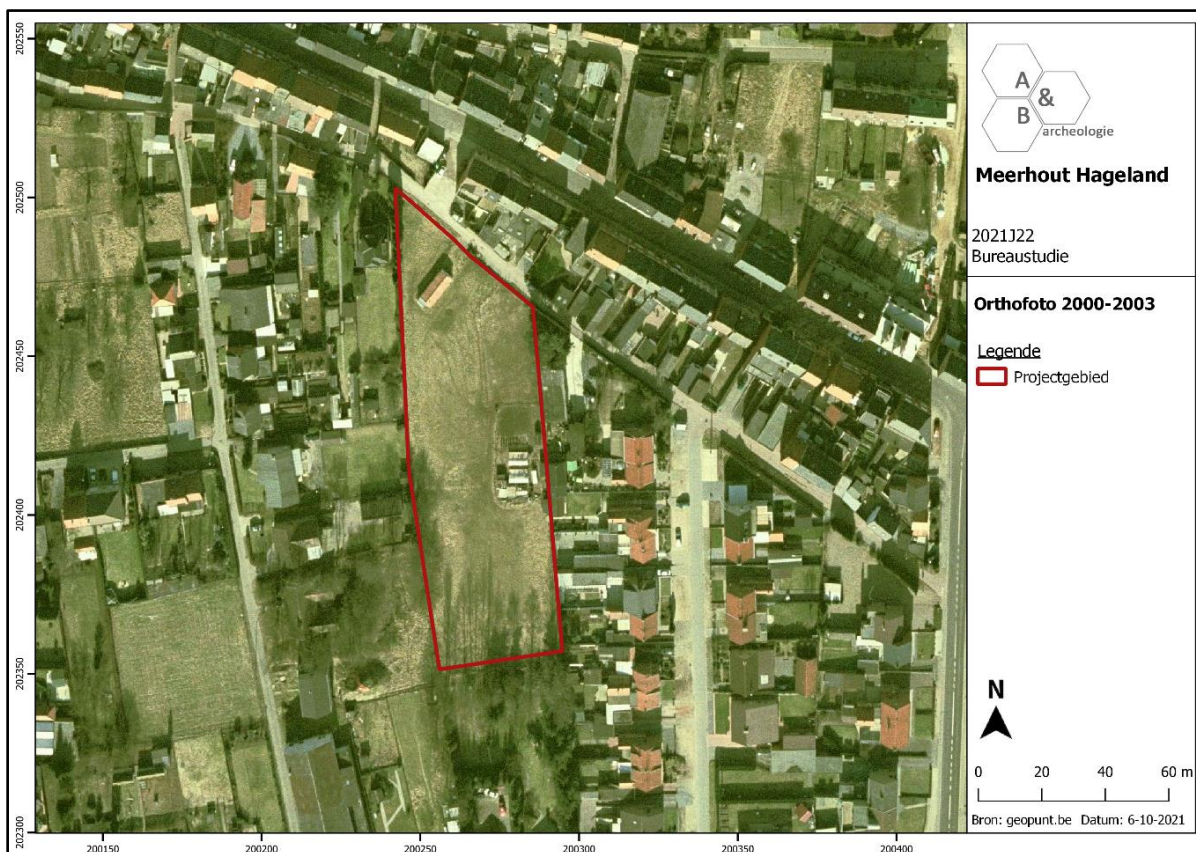 A
&
B
archeologie
Meerhout Hageland
2021J22
Bureaustudie
Orthofoto 2000-2003
Legende
Projectgebied
N
0 20 40 60 m
Bron: geopunt.be Datum: 6-10-2021
202550
202500
202450
202400
202350
202300
200150 200200 200250 200300 200350 200400